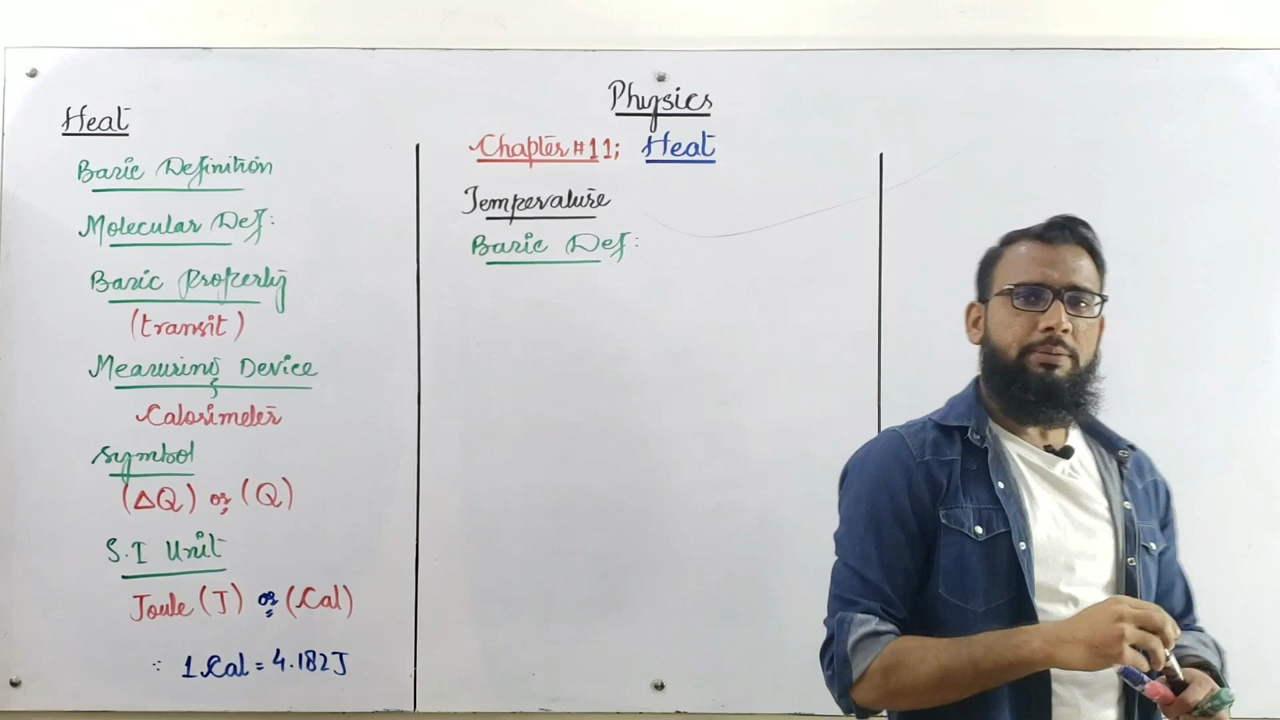 Physics
Chapter #11; Heat
Heat
Basic Definition
Molecular Def:
Basic Property
(transit)
Measuring Device
Calorimeter
Symbol
(ΔQ) or (Q)
S.I Unit
Joule (J) or (Cal)
∵ 1 Cal = 4.182J
Temperature
Basic Def: